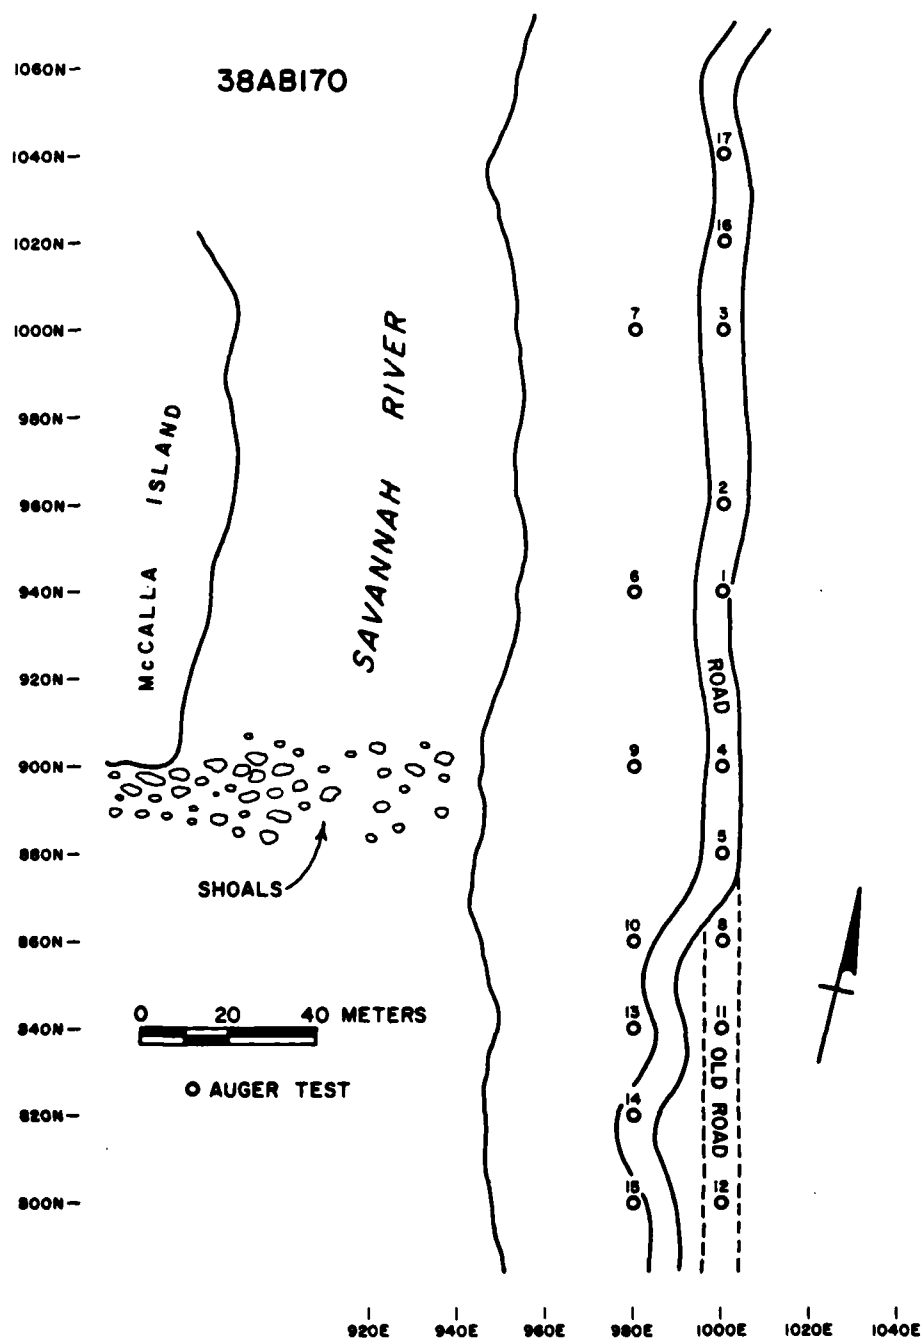 38AB170
1060N
1040N
1020N
1000N
980N
960N
940N
920N
900N
880N
860N
840N
820N
800N
McCALLA ISLAND
SAVANNAH RIVER
SHOALS
17
16
7
3
2
6
1
ROAD
9
4
5
10
8
13
11
OLD ROAD
14
15
12
0 20 40 METERS
AUGER TEST
920E 940E 960E 980E 1000E 1020E 1040E